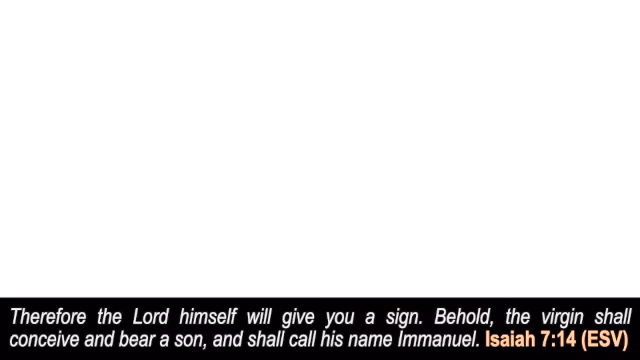 Therefore the Lord himself will give you a sign. Behold, the virgin shall
conceive and bear a son, and shall call his name Immanuel. Isaiah 7:14 (ESV)